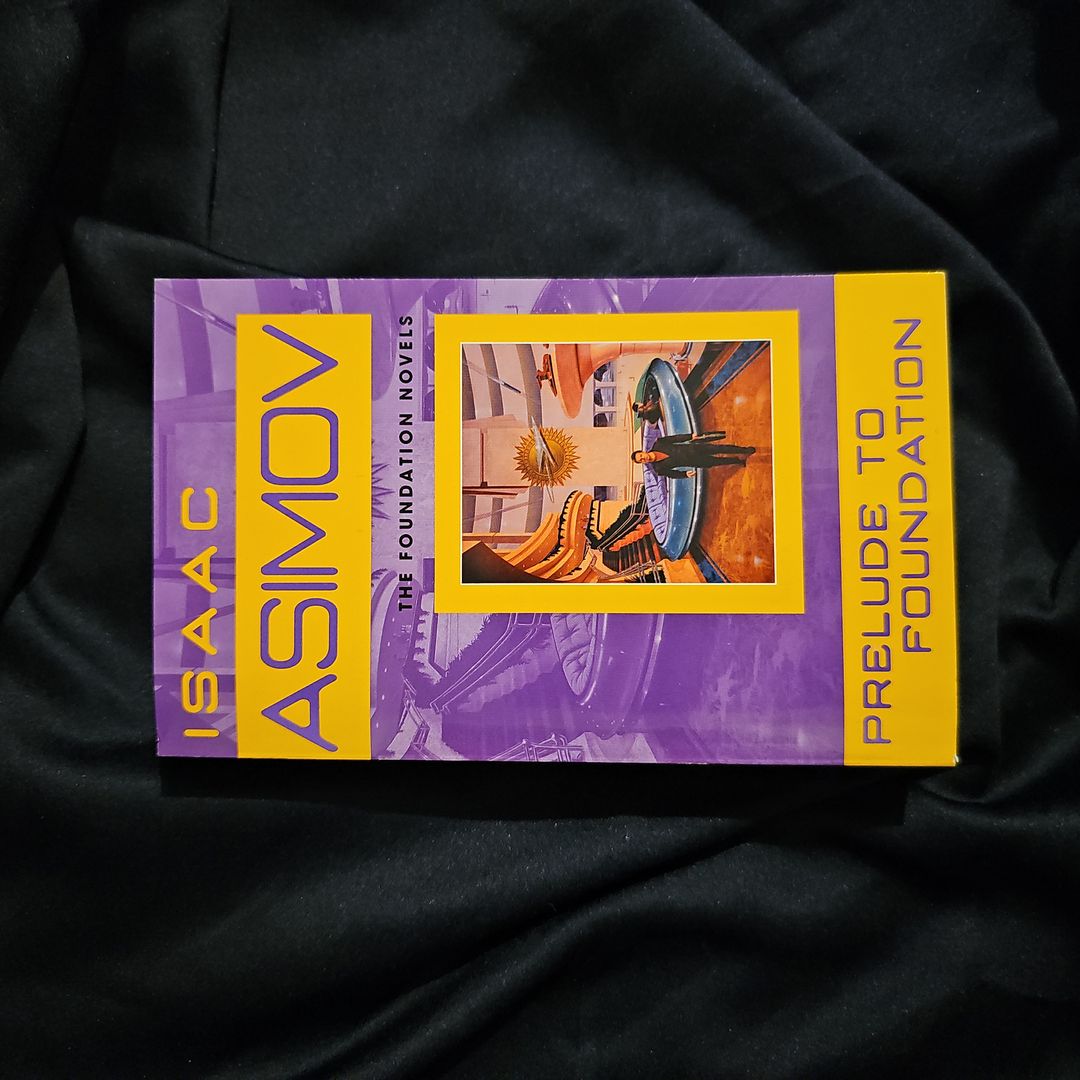 ISAAC
ASIMOV
THE FOUNDATION NOVELS
PRELUDE TO
FOUNDATION